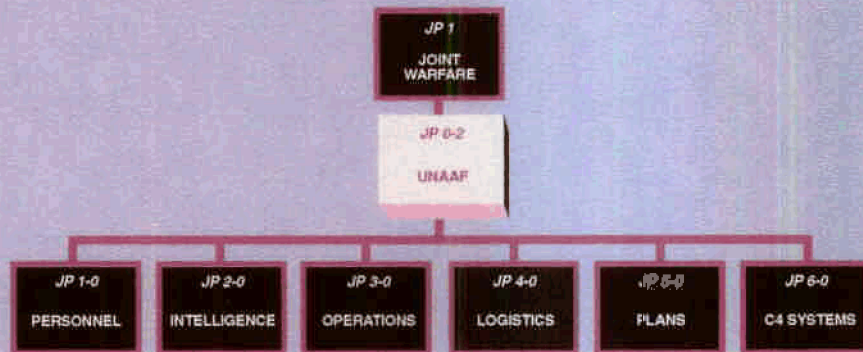 JP 1
JOINT
WARFARE
JP 0-2
UNAAF
JP 1-0
PERSONNEL
JP 2-0
INTELLIGENCE
JP 3-0
OPERATIONS
JP 4-0
LOGISTICS
JP 5-0
PLANS
JP 6-0
C4 SYSTEMS